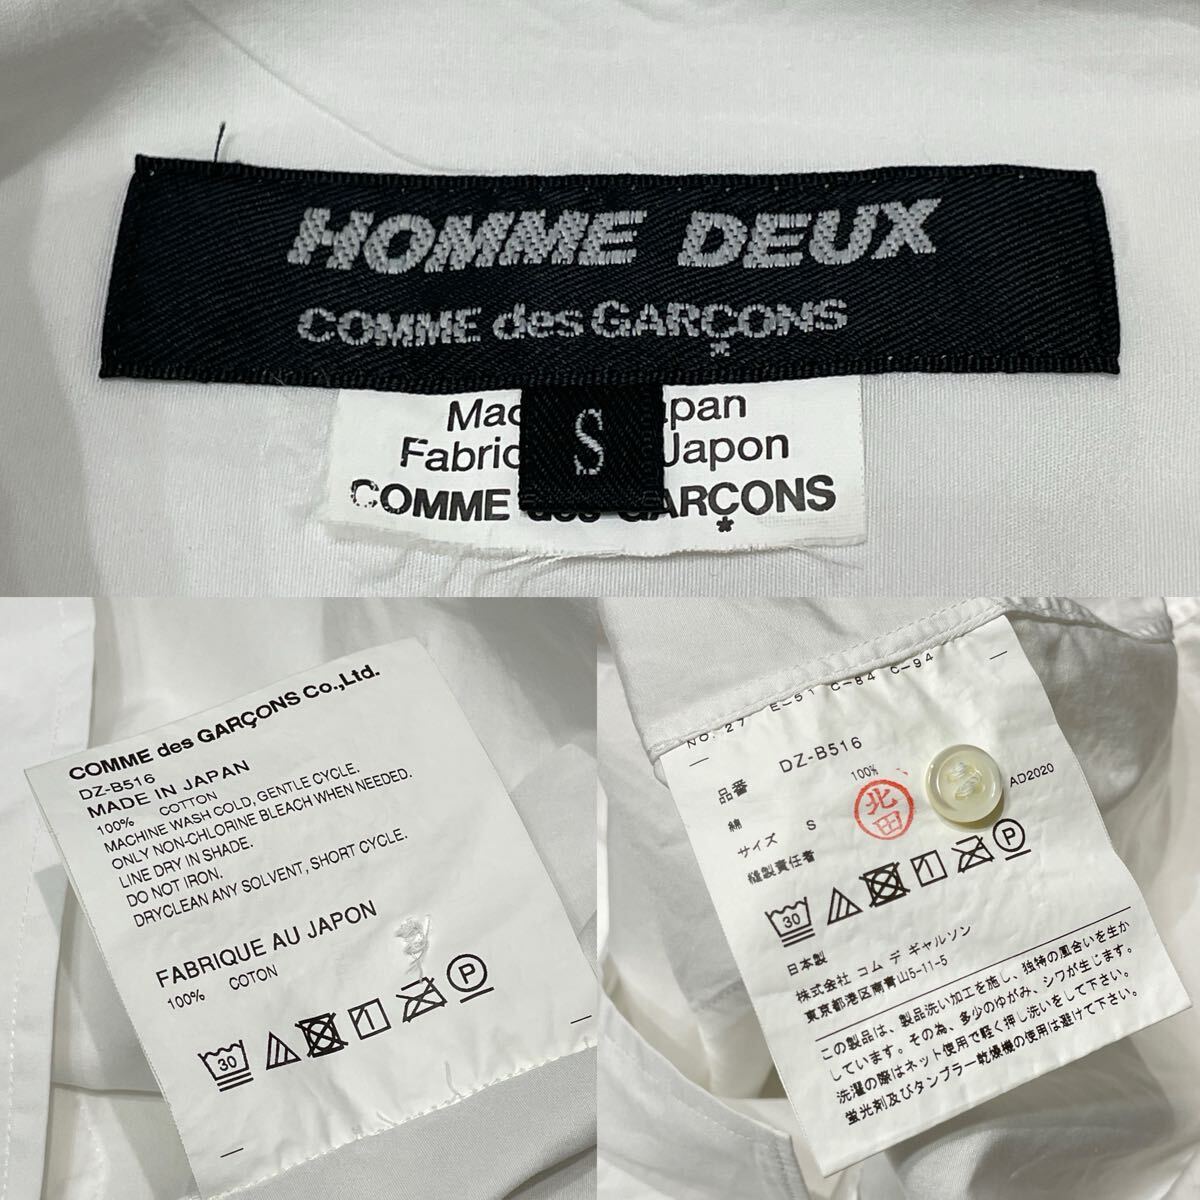 HOMME DEUX
COMME des GARÇONS
*
S
COMME des GARÇONS
*
COMME des GARÇONS Co.,Ltd.
DZ-B516
MADE IN JAPAN
100% COTTON
MACHINE WASH COLD, GENTLE CYCLE.
ONLY NON-CHLORINE BLEACH WHEN NEEDED.
LINE DRY IN SHADE.
DO NOT IRON.
DRYCLEAN ANY SOLVENT, SHORT CYCLE.
FABRIQUE AU JAPON
100% COTON
30
P
NO. 27 E-51 C-84 C-94
品番 DZ-B516
綿 100%
サイズ S
縫製責任者 北田
AD2020
30
P
日本製
株式会社 コム デ ギャルソン
東京都港区南青山5-11-5
この製品は、製品洗い加工を施し、独特の風合いを生か
しています。その為、多少のゆがみ、シワが生じます。
洗濯の際はネット使用で軽く押し洗いをして下さい。
蛍光剤及びタンブラー乾燥機の使用は避けて下さい。